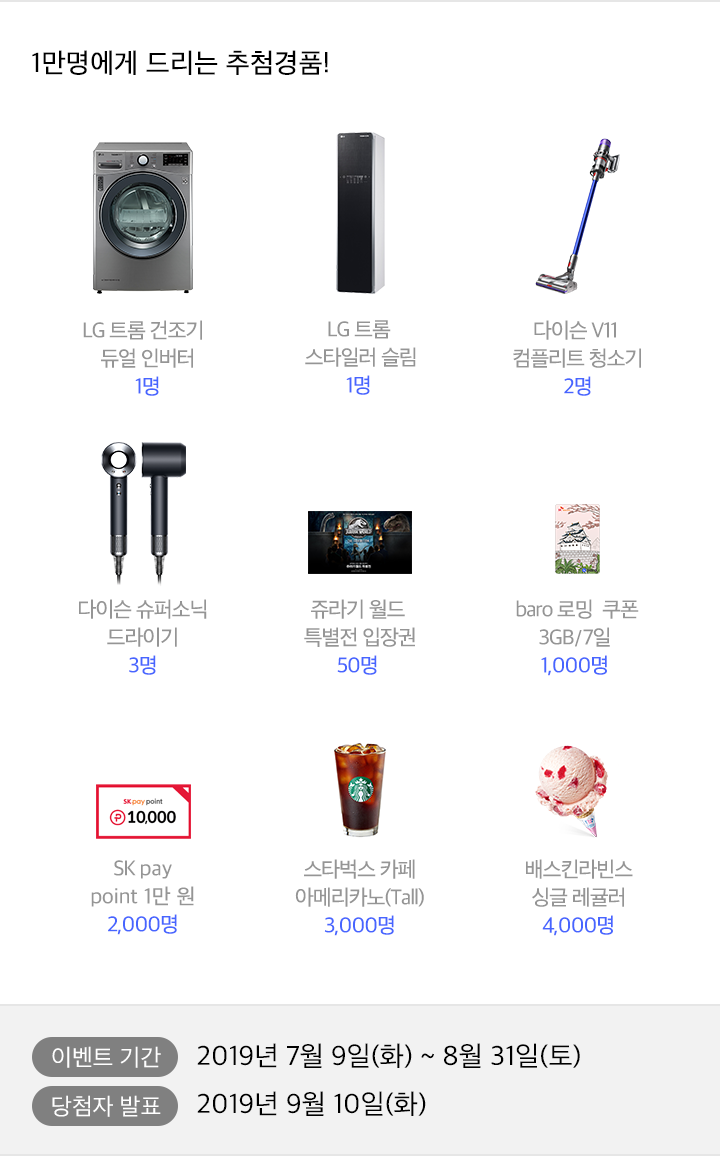 1만명에게 드리는 추첨경품!
LG 트롬 건조기
듀얼 인버터
1명
LG 트롬
스타일러 슬림
1명
다이슨 V11
컴플리트 청소기
2명
다이슨 슈퍼소닉
드라이기
3명
JURASSIC WORLD
쥬라기 월드
특별전 입장권
50명
baro 로밍 쿠폰
3GB/7일
1,000명
SK pay point
10,000
SK pay
point 1만 원
2,000명
스타벅스 카페
아메리카노(Tall)
3,000명
배스킨라빈스
싱글 레귤러
4,000명
이벤트 기간 2019년 7월 9일(화) ~ 8월 31일(토)
당첨자 발표 2019년 9월 10일(화)